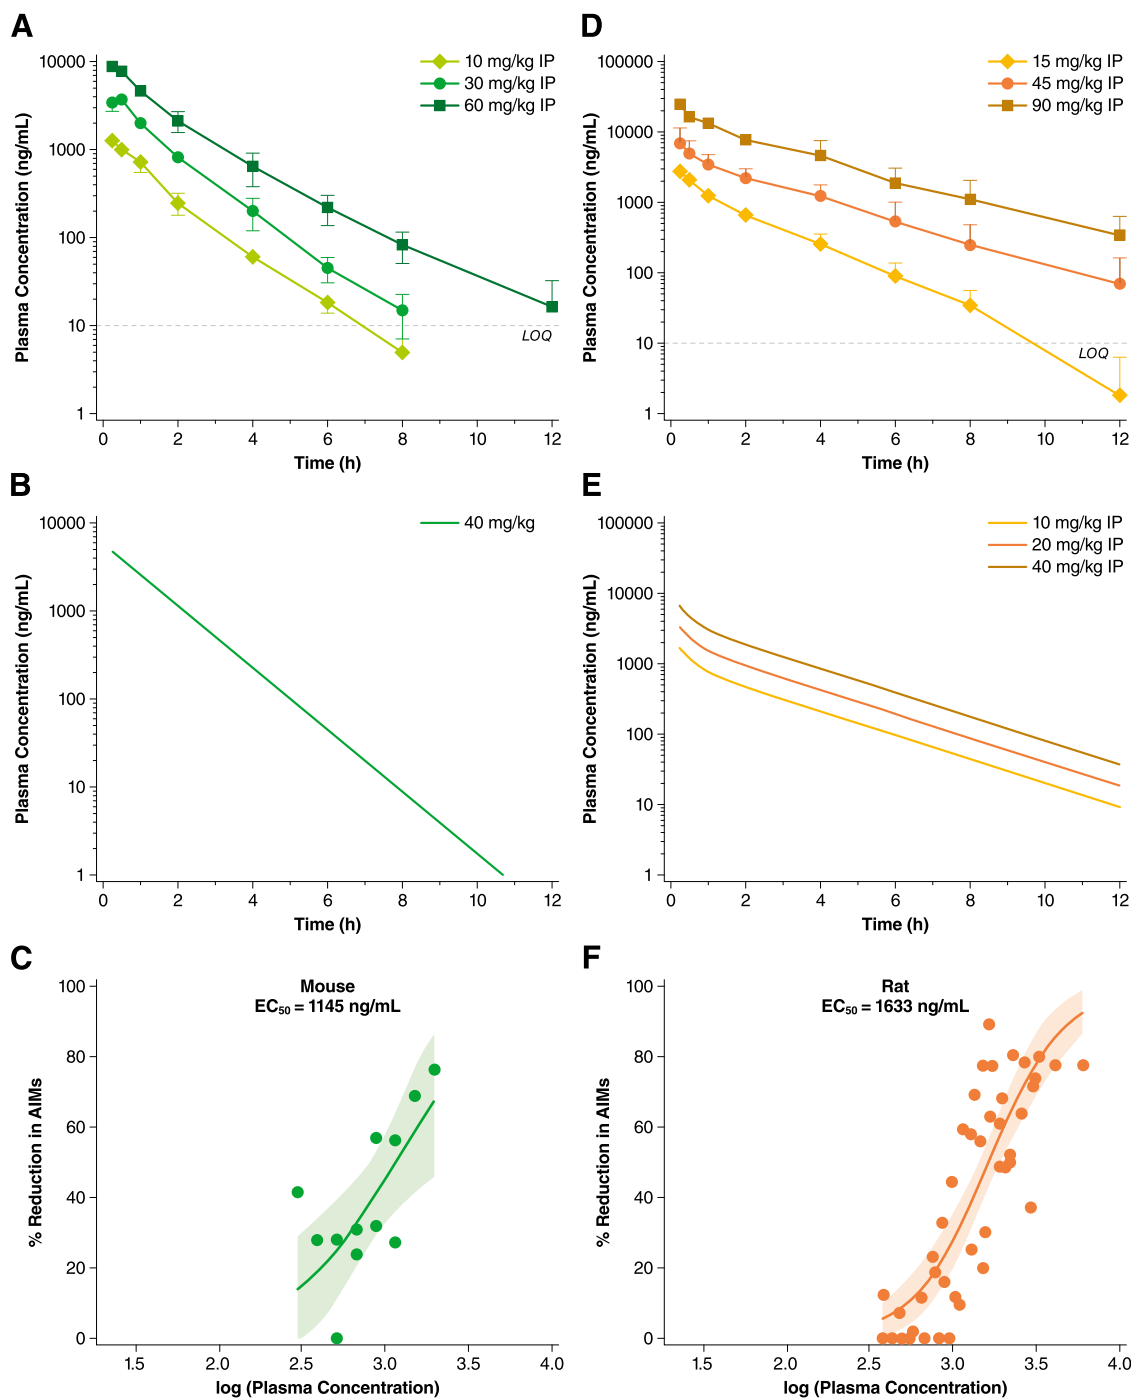 A
10 mg/kg IP
30 mg/kg IP
60 mg/kg IP
Plasma Concentration (ng/mL)
10000
1000
100
10
1
LOQ
0 2 4 6 8 10 12
Time (h)
D
15 mg/kg IP
45 mg/kg IP
90 mg/kg IP
Plasma Concentration (ng/mL)
100000
10000
1000
100
10
1
LOQ
0 2 4 6 8 10 12
Time (h)
B
40 mg/kg
Plasma Concentration (ng/mL)
10000
1000
100
10
1
0 2 4 6 8 10 12
Time (h)
E
10 mg/kg IP
20 mg/kg IP
40 mg/kg IP
Plasma Concentration (ng/mL)
100000
10000
1000
100
10
1
0 2 4 6 8 10 12
Time (h)
C
Mouse
EC50 = 1145 ng/mL
% Reduction in AIMs
100
80
60
40
20
0
1.5 2.0 2.5 3.0 3.5 4.0
log (Plasma Concentration)
F
Rat
EC50 = 1633 ng/mL
% Reduction in AIMs
100
80
60
40
20
0
1.5 2.0 2.5 3.0 3.5 4.0
log (Plasma Concentration)